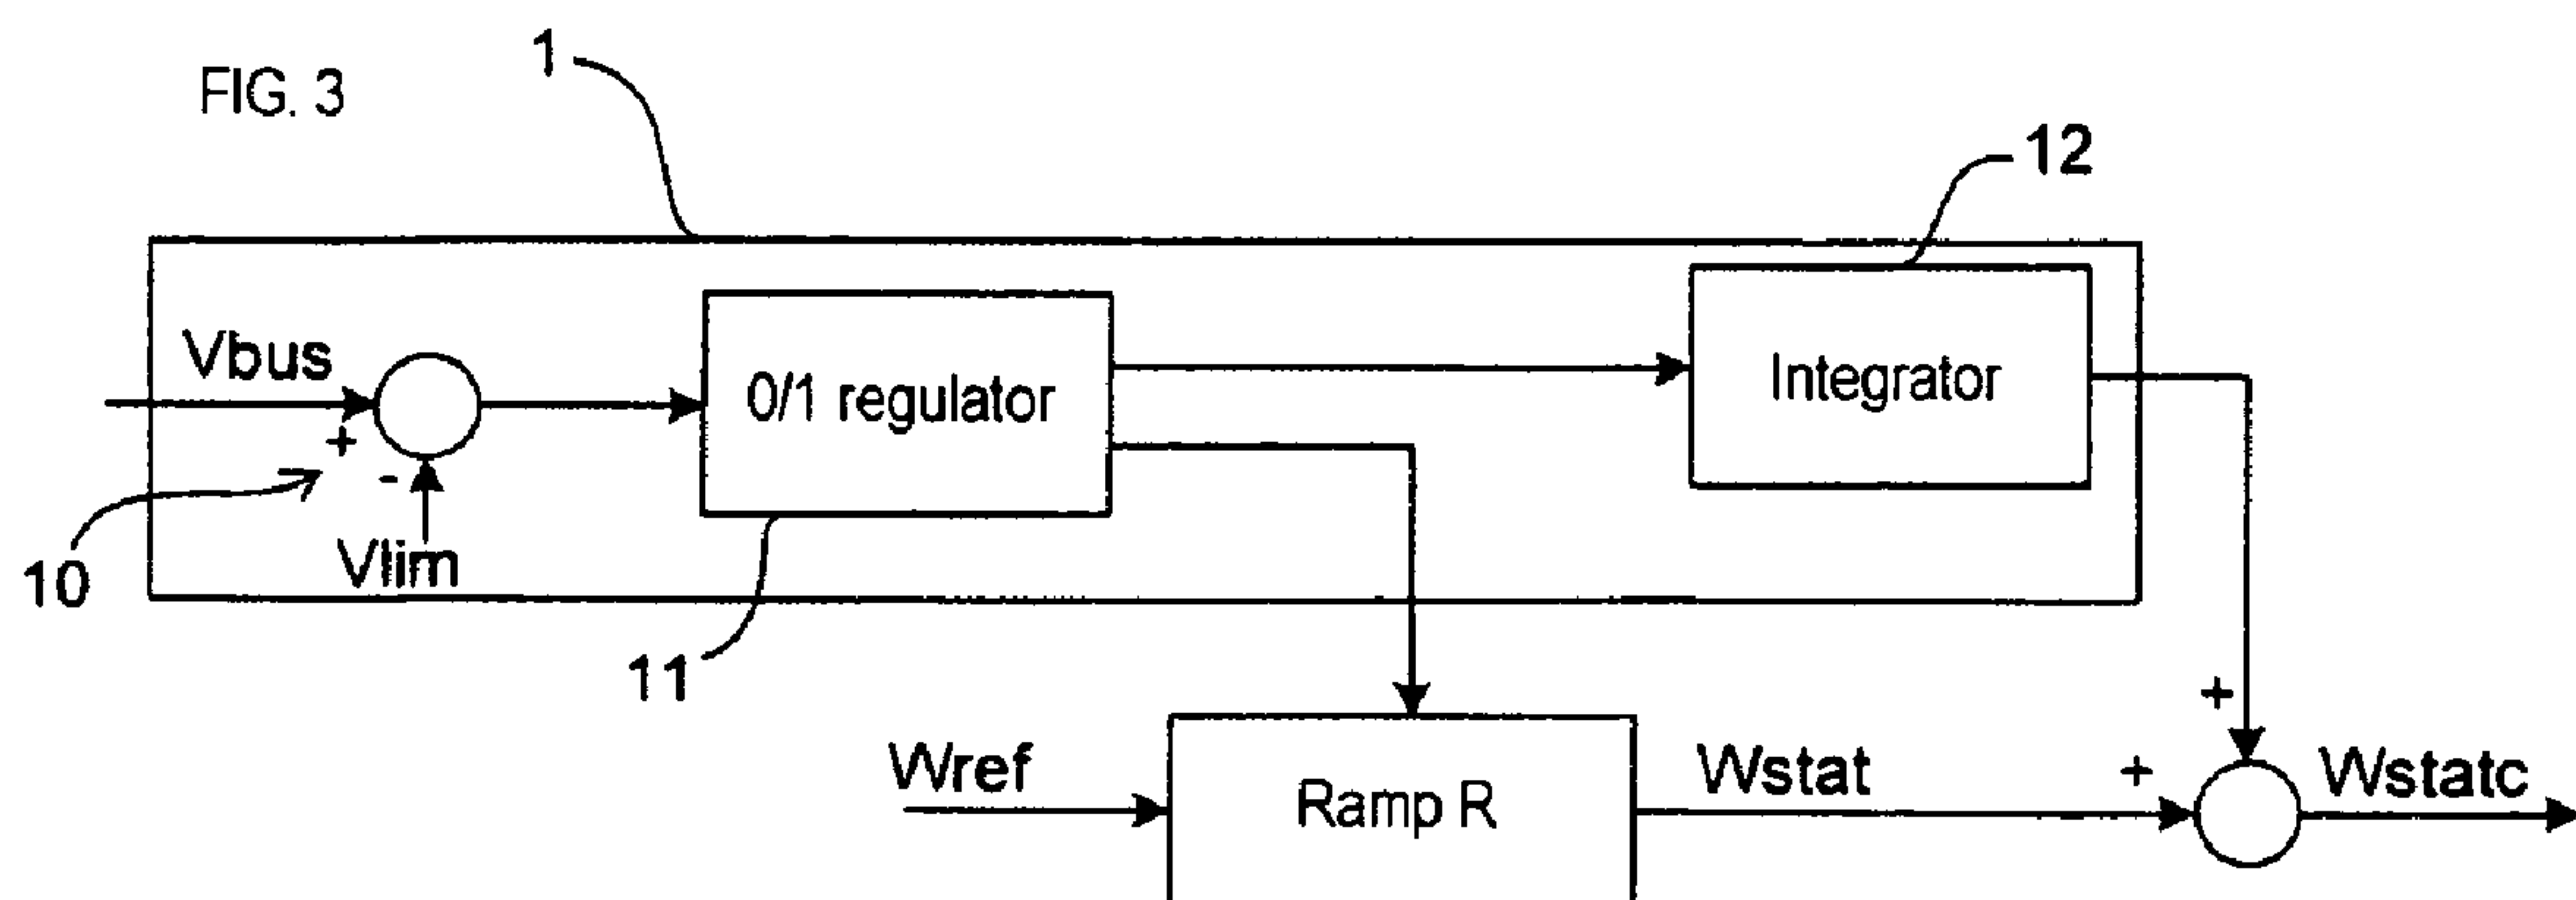 FIG. 3
1
12
Vbus
+
-
Vlim
10
0/1 regulator
11
Integrator
Wref
Ramp R
Wstat
+
+
Wstatc